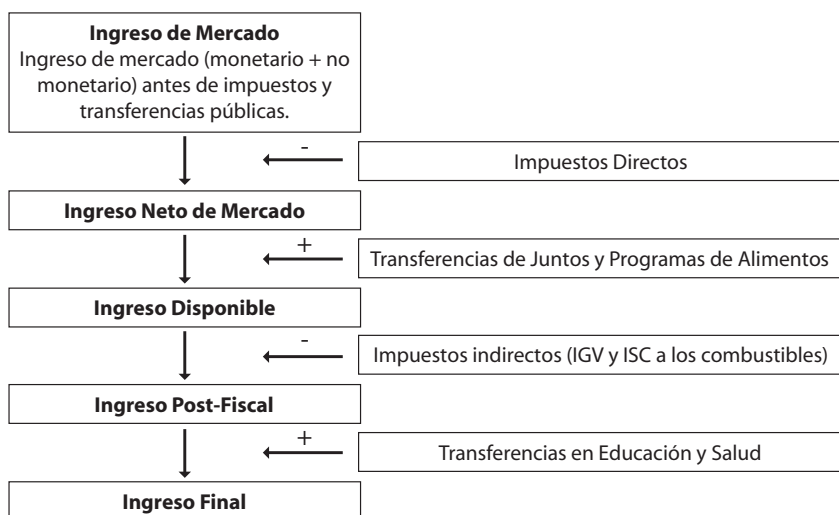 Ingreso de Mercado
Ingreso de mercado (monetario + no
monetario) antes de impuestos y
transferencias públicas.
-
Impuestos Directos
Ingreso Neto de Mercado
+
Transferencias de Juntos y Programas de Alimentos
Ingreso Disponible
-
Impuestos indirectos (IGV y ISC a los combustibles)
Ingreso Post-Fiscal
+
Transferencias en Educación y Salud
Ingreso Final